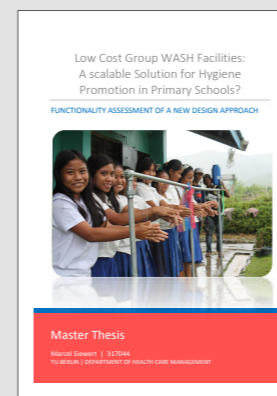 Low Cost Group WASH Facilities:
A scalable Solution for Hygiene
Promotion in Primary Schools?
FUNCTIONALITY ASSESSMENT OF A NEW DESIGN APPROACH
Master Thesis
Marcel Siewert | 317044
TU BERLIN | DEPARTMENT OF HEALTH CARE MANAGEMENT